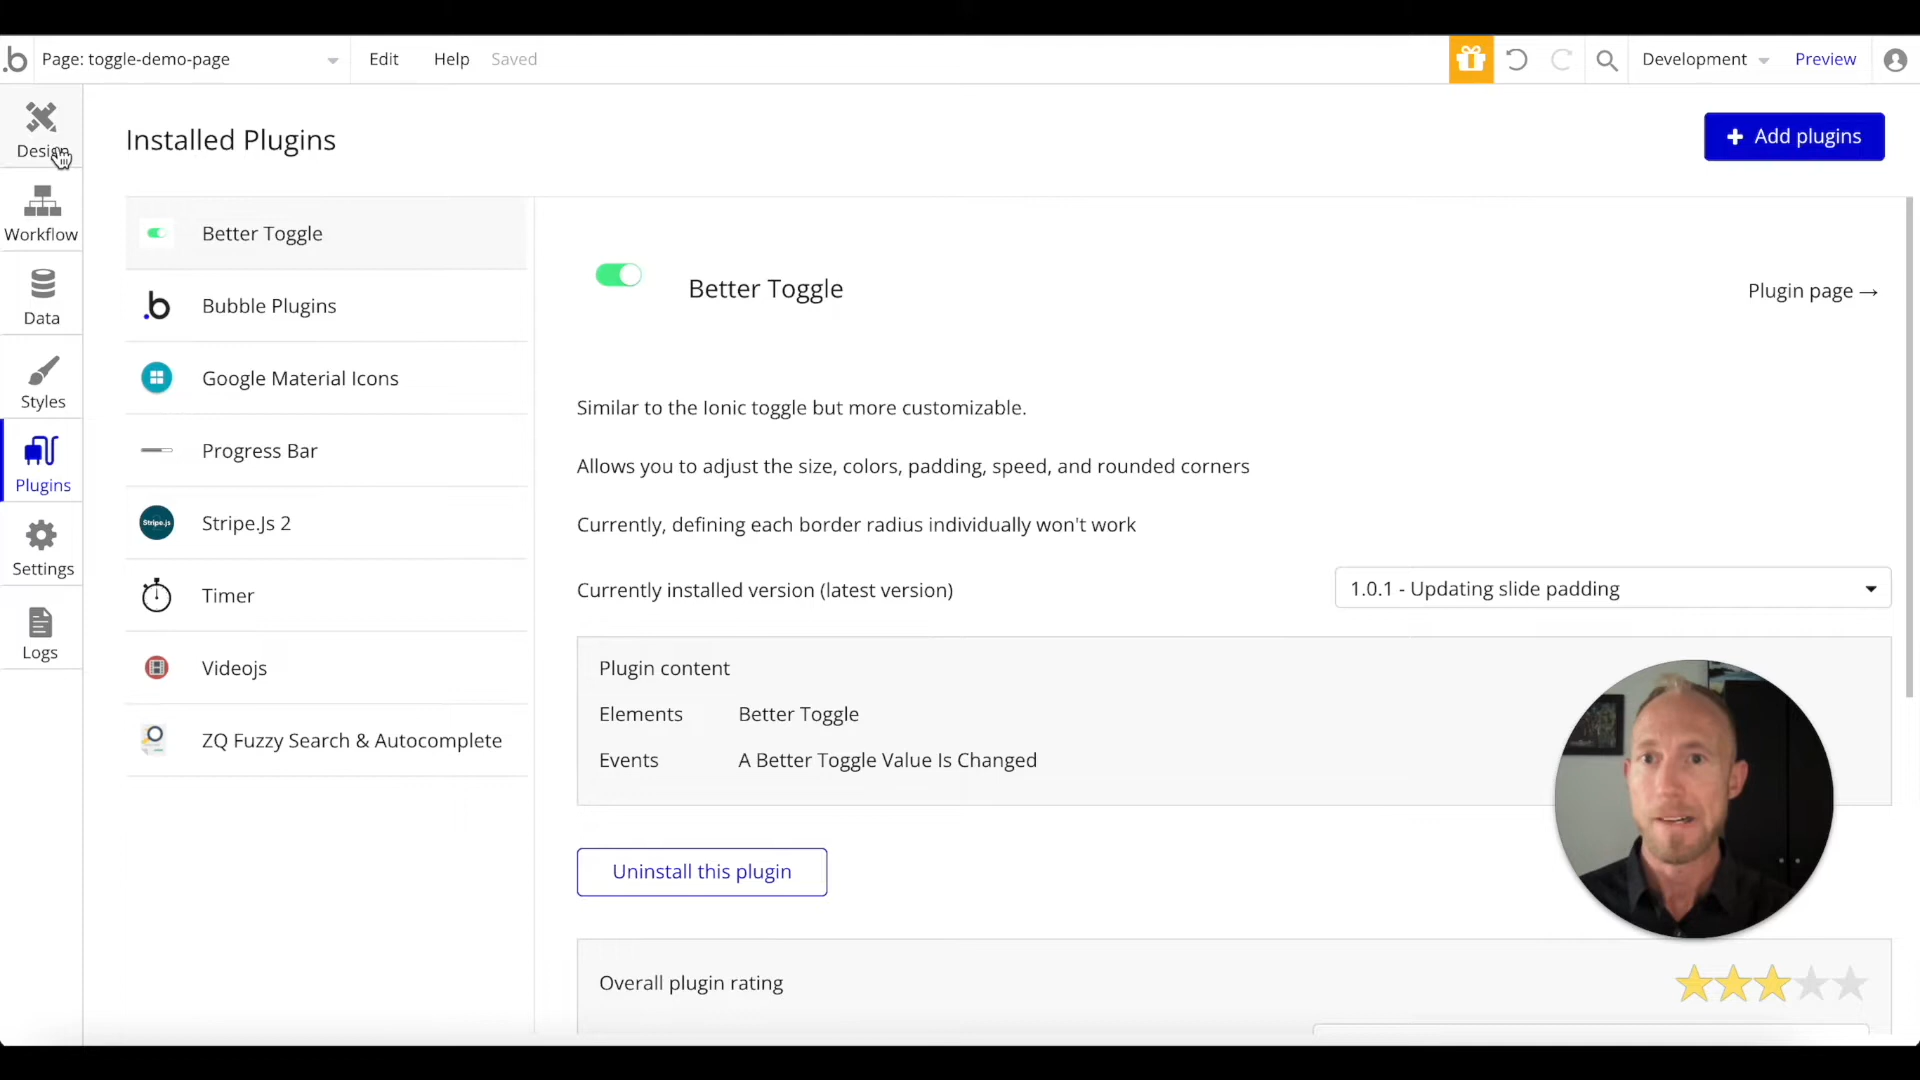 .b Page: toggle-demo-page Edit Help Saved Development Preview
Design
Workflow
Data
Styles
Plugins
Settings
Logs
Installed Plugins
+ Add plugins
Better Toggle
b Bubble Plugins
Google Material Icons
Progress Bar
Stripe.js Stripe.Js 2
Timer
Videojs
ZQ Fuzzy Search & Autocomplete
Better Toggle
Plugin page →
Similar to the Ionic toggle but more customizable.
Allows you to adjust the size, colors, padding, speed, and rounded corners
Currently, defining each border radius individually won't work
Currently installed version (latest version) 1.0.1 - Updating slide padding
Plugin content
Elements Better Toggle
Events A Better Toggle Value Is Changed
Uninstall this plugin
Overall plugin rating